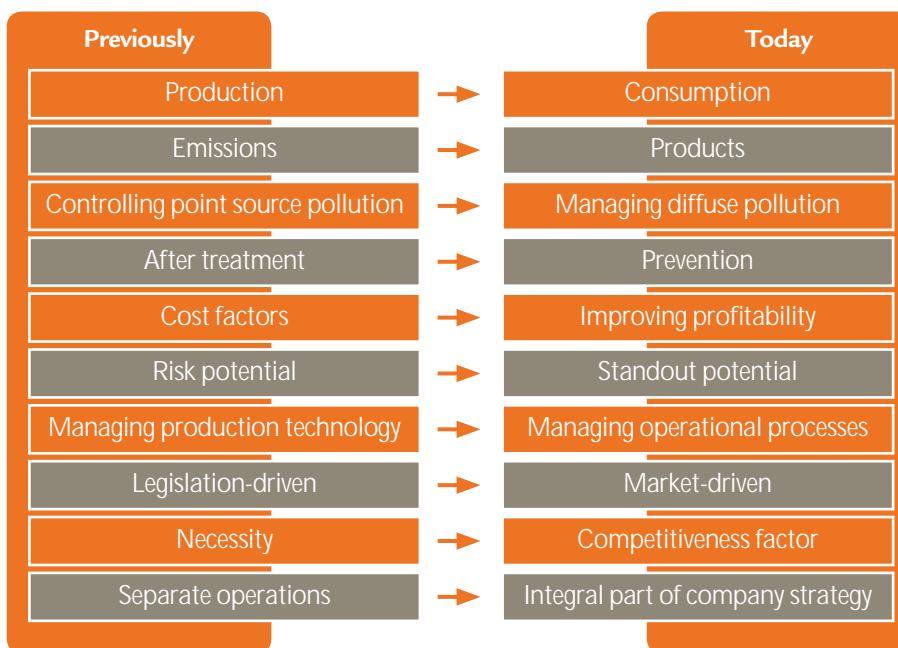 Previously
Today
Production
Consumption
Emissions
Products
Controlling point source pollution
Managing diffuse pollution
After treatment
Prevention
Cost factors
Improving profitability
Risk potential
Standout potential
Managing production technology
Managing operational processes
Legislation-driven
Market-driven
Necessity
Competitiveness factor
Separate operations
Integral part of company strategy